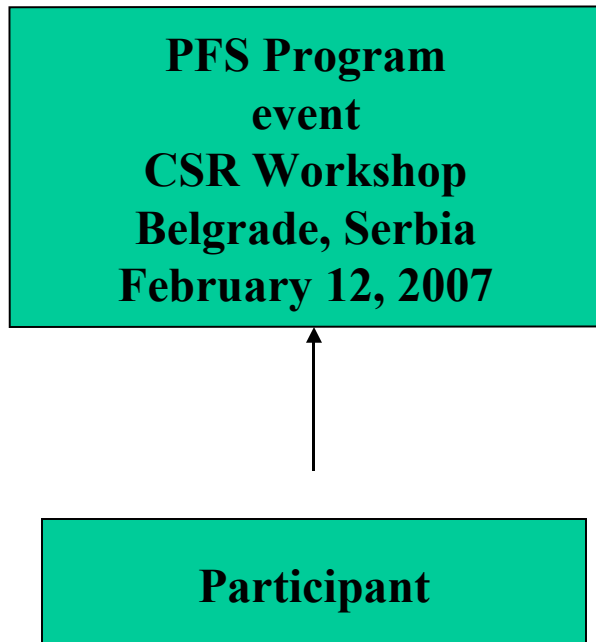 PFS Program
event
CSR Workshop
Belgrade, Serbia
February 12, 2007
Participant